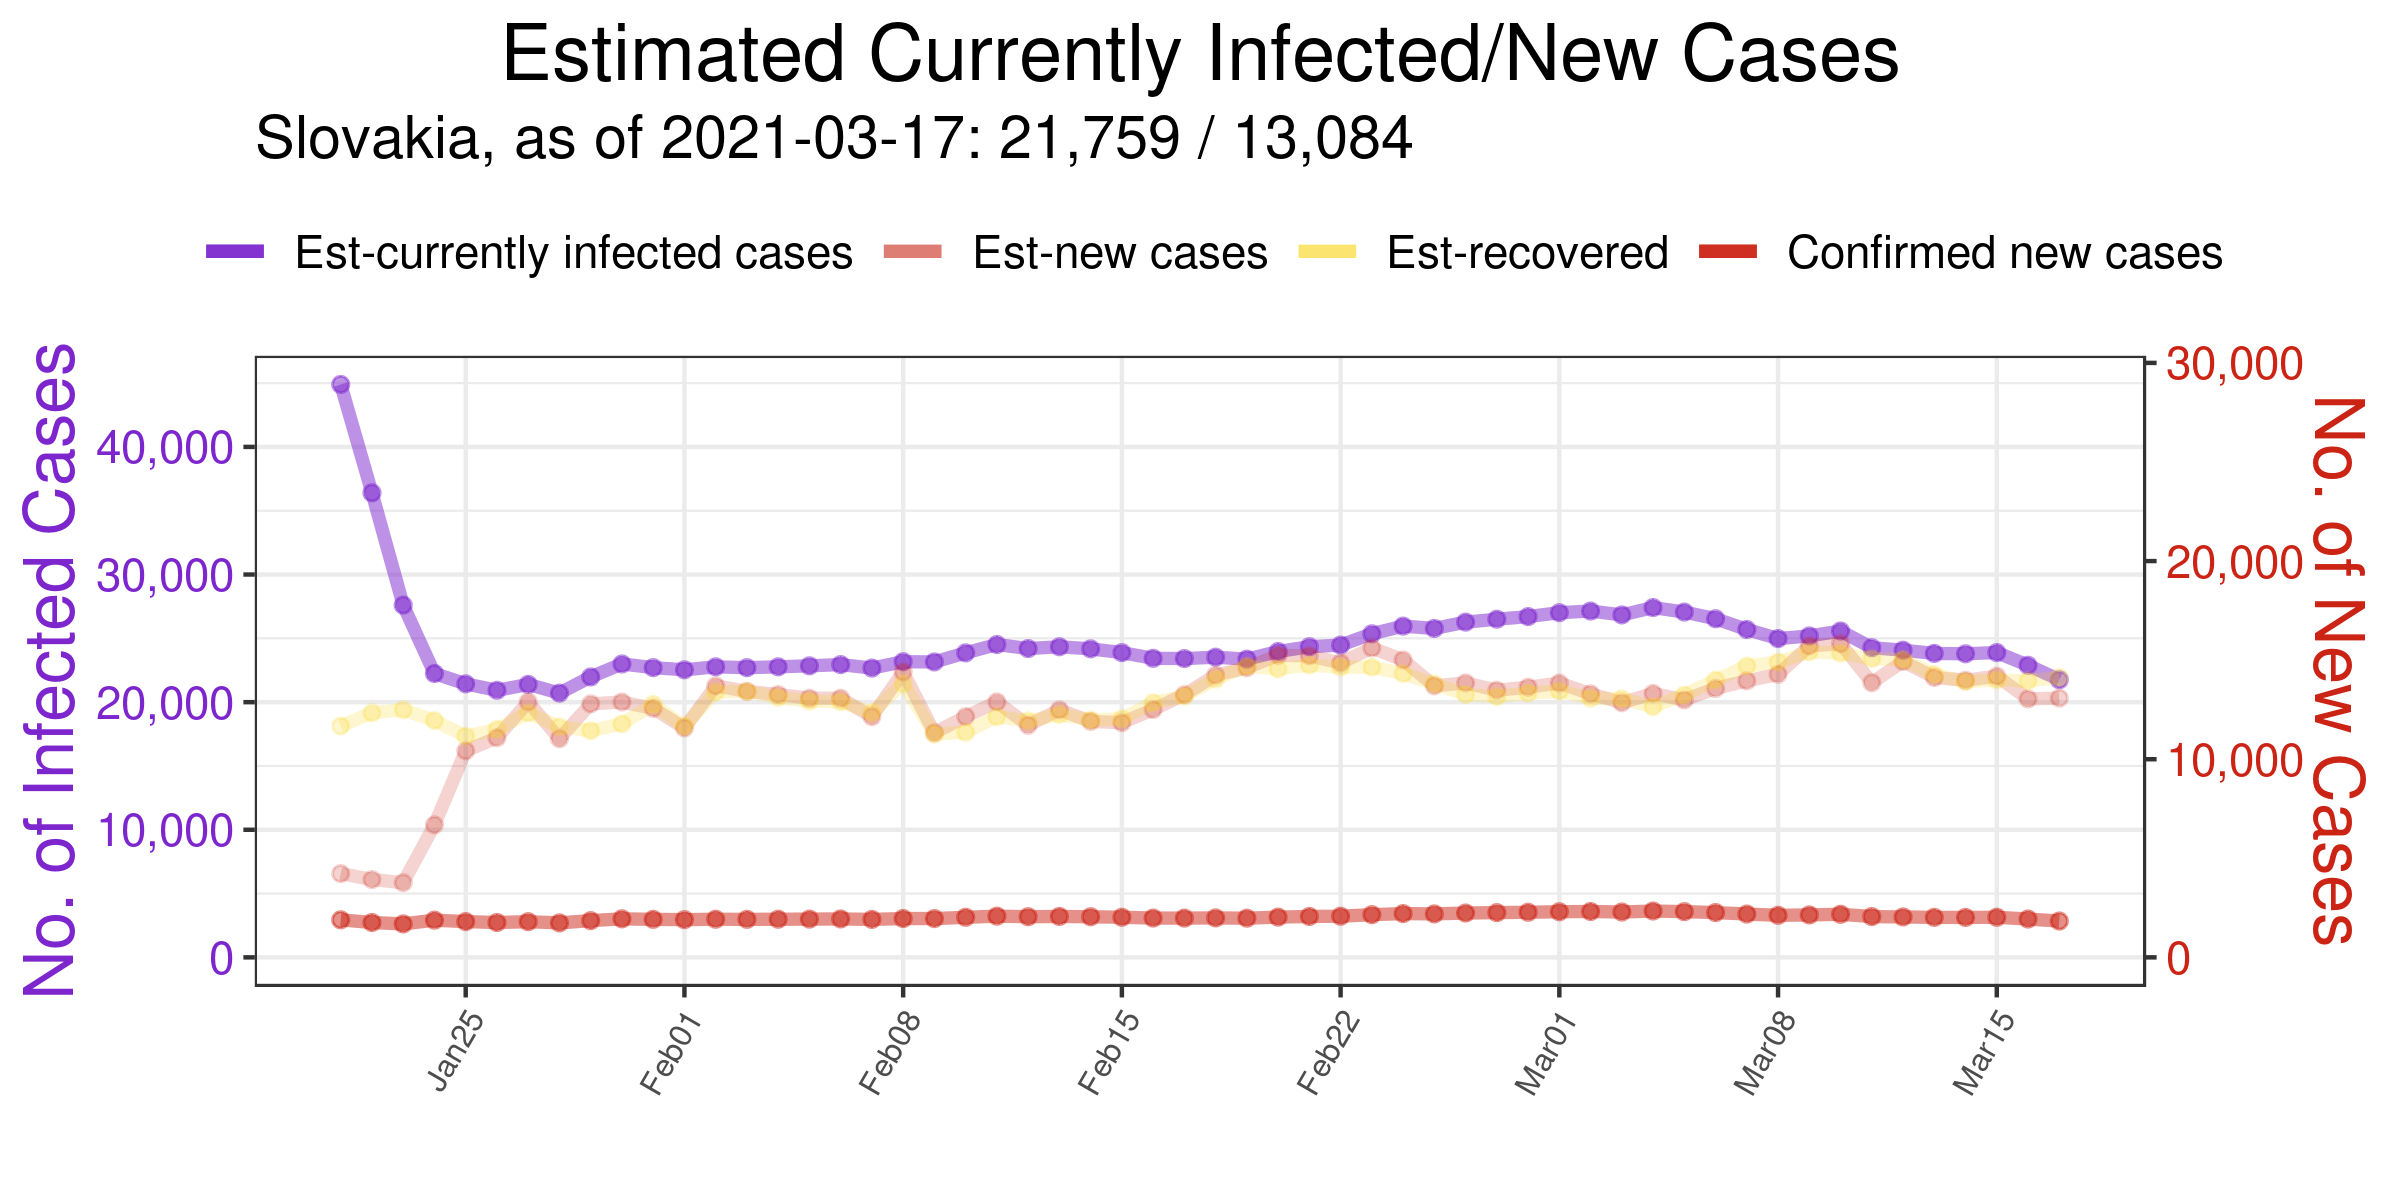 Estimated Currently Infected/New Cases
Slovakia, as of 2021-03-17: 21,759 / 13,084
Est-currently infected cases Est-new cases Est-recovered Confirmed new cases
No. of Infected Cases
40,000
30,000
20,000
10,000
0
30,000
20,000
10,000
0
No. of New Cases
Jan25 Feb01 Feb08 Feb15 Feb22 Mar01 Mar08 Mar15